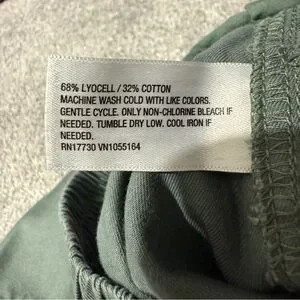 68% LYOCELL / 32% COTTON
MACHINE WASH COLD WITH LIKE COLORS.
GENTLE CYCLE. ONLY NON-CHLORINE BLEACH IF
NEEDED. TUMBLE DRY LOW. COOL IRON IF
NEEDED.
RN17730 VN1055164